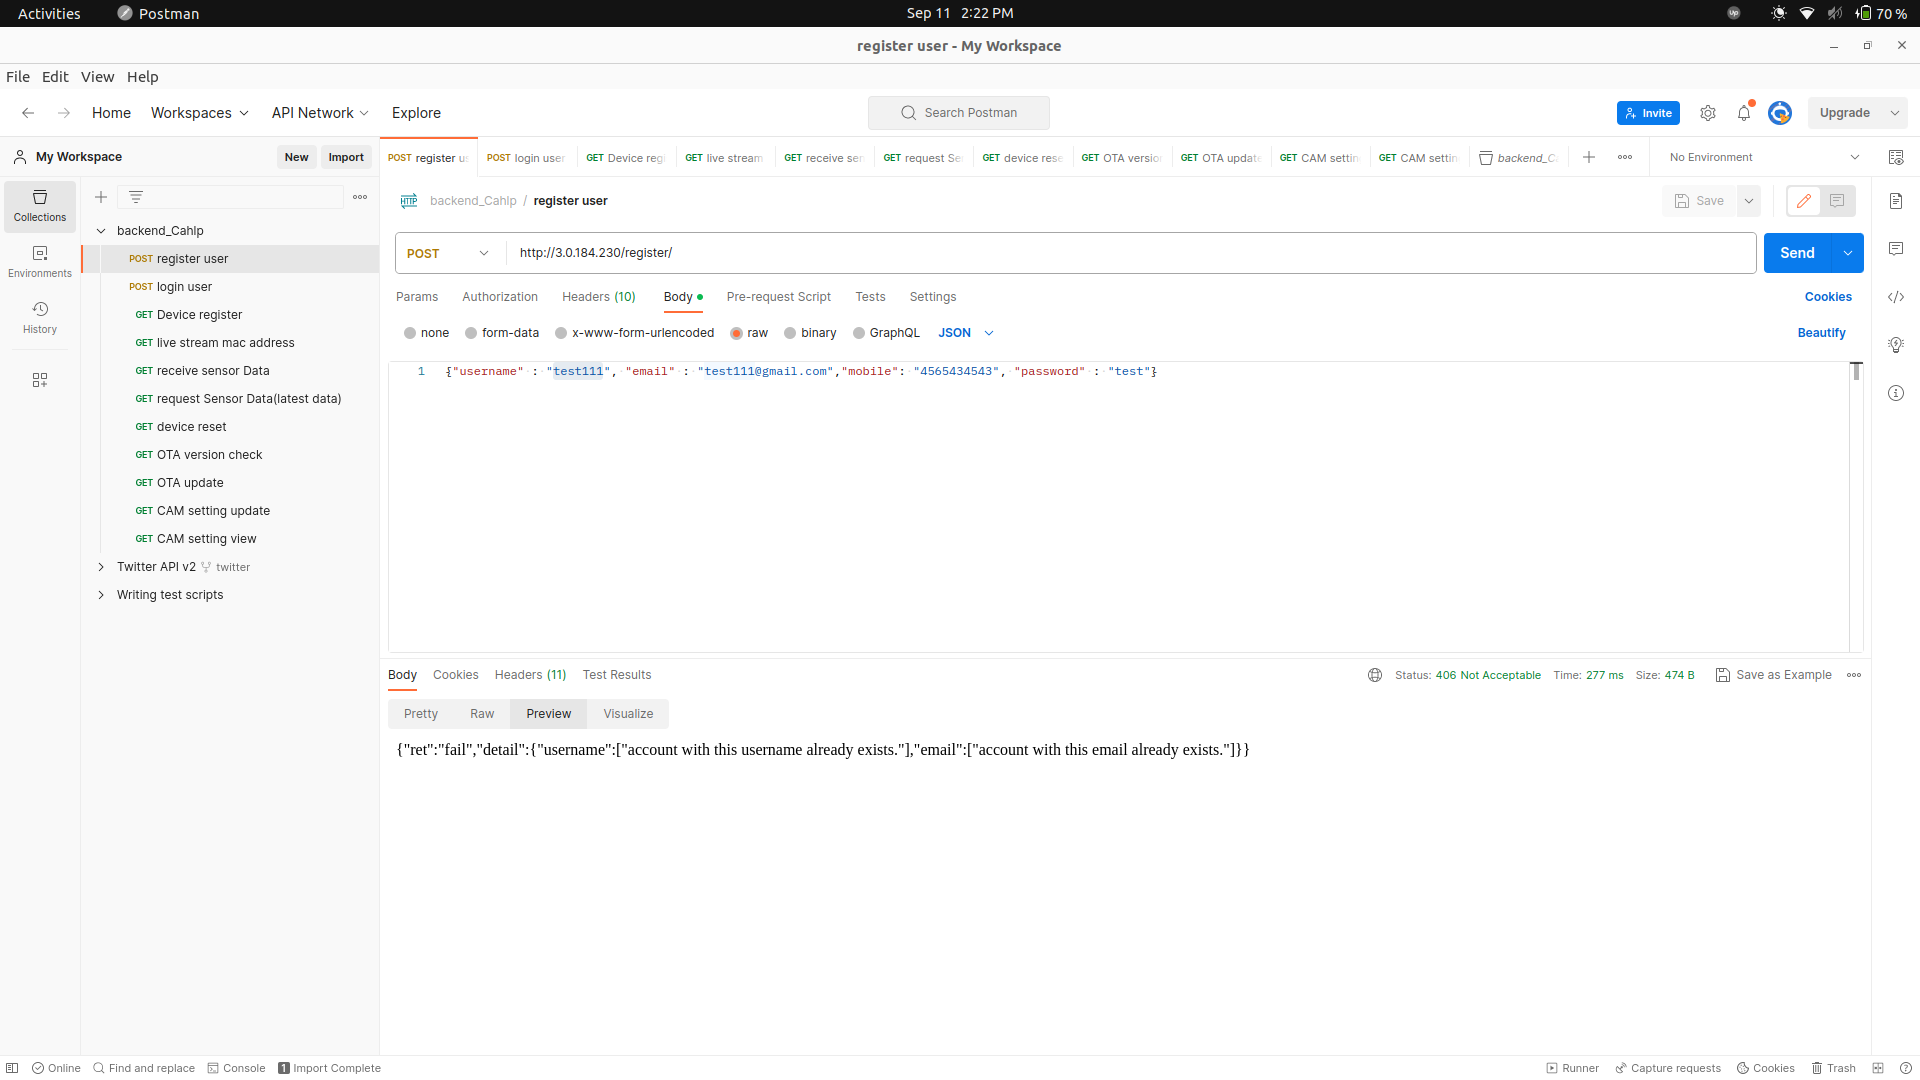 Activities Postman Sep 11 2:22 PM 70 %
register user - My Workspace
File Edit View Help
Home Workspaces API Network Explore Search Postman Invite Upgrade
My Workspace New Import
POST register u POST login user GET Device reg GET live stream GET receive sen GET request Se GET device rese GET OTA versio GET OTA update GET CAM settin GET CAM settin backend_C No Environment
Collections
Environments
History
backend_Cahlp
POST register user
POST login user
GET Device register
GET live stream mac address
GET receive sensor Data
GET request Sensor Data(latest data)
GET device reset
GET OTA version check
GET OTA update
GET CAM setting update
GET CAM setting view
Twitter API v2 twitter
Writing test scripts
HTTP backend_Cahlp / register user Save
POST http://3.0.184.230/register/ Send
Params Authorization Headers (10) Body Pre-request Script Tests Settings Cookies
none form-data x-www-form-urlencoded raw binary GraphQL JSON Beautify
1 {"username" : "test111", "email" : "test111@gmail.com","mobile": "4565434543", "password" : "test"}
Body Cookies Headers (11) Test Results Status: 406 Not Acceptable Time: 277 ms Size: 474 B Save as Example
Pretty Raw Preview Visualize
{"ret":"fail","detail":{"username":["account with this username already exists."],"email":["account with this email already exists."]}}
Online Find and replace Console 1 Import Complete Runner Capture requests Cookies Trash